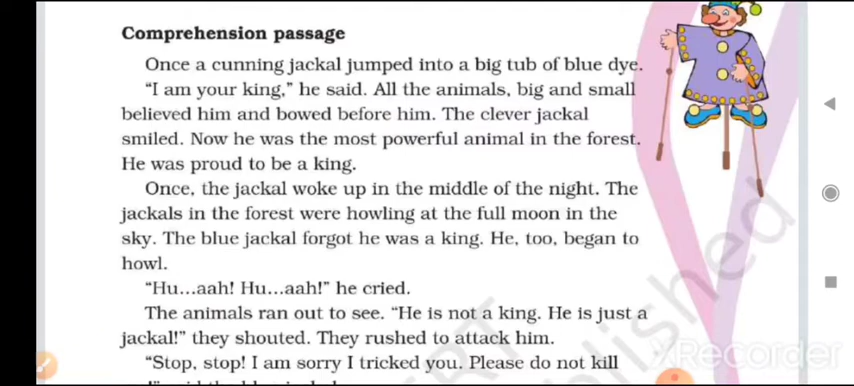 Comprehension passage
Once a cunning jackal jumped into a big tub of blue dye.
“I am your king,” he said. All the animals, big and small
believed him and bowed before him. The clever jackal
smiled. Now he was the most powerful animal in the forest.
He was proud to be a king.
Once, the jackal woke up in the middle of the night. The
jackals in the forest were howling at the full moon in the
sky. The blue jackal forgot he was a king. He, too, began to
howl.
“Hu...aah! Hu...aah!” he cried.
The animals ran out to see. “He is not a king. He is just a
jackal!” they shouted. They rushed to attack him.
“Stop, stop! I am sorry I tricked you. Please do not kill
XRecorder